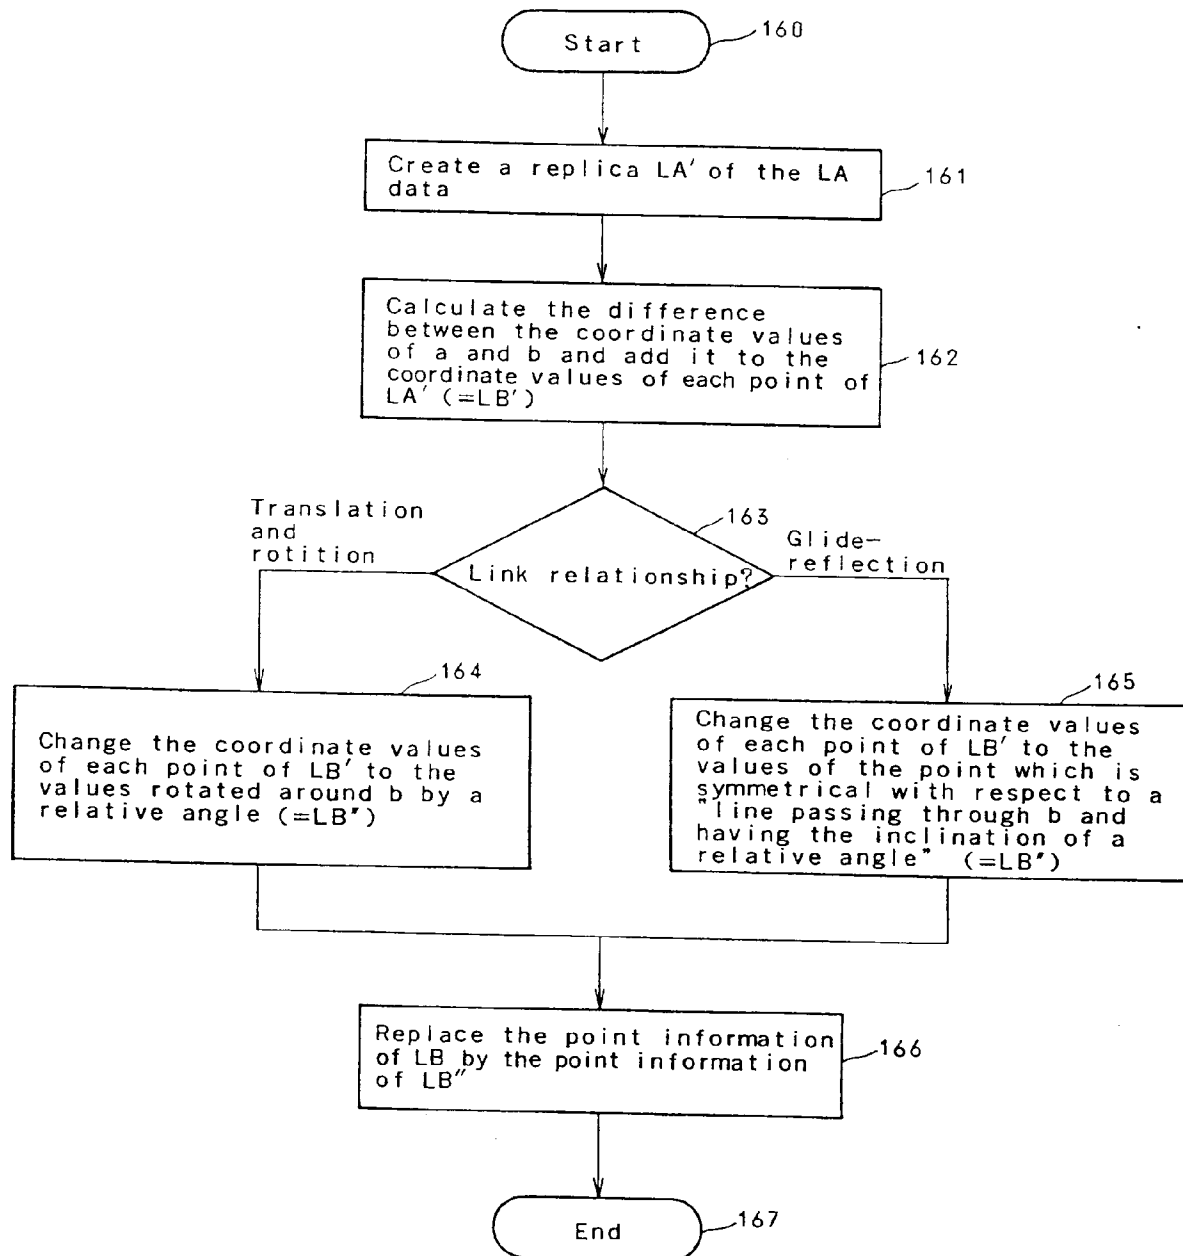 Start
160
Create a replica LA' of the LA
data
161
Calculate the difference
between the coordinate values
of a and b and add it to the
coordinate values of each point of
LA' (=LB')
162
163
Translation
and
rotition
Link relationship?
Glide-
reflection
164
Change the coordinate values
of each point of LB' to the
values rotated around b by a
relative angle (=LB")
165
Change the coordinate values
of each point of LB' to the
values of the point which is
symmetrical with respect to a
"line passing through b and
having the inclination of a
relative angle" (=LB")
Replace the point information
of LB by the point information
of LB"
166
End
167